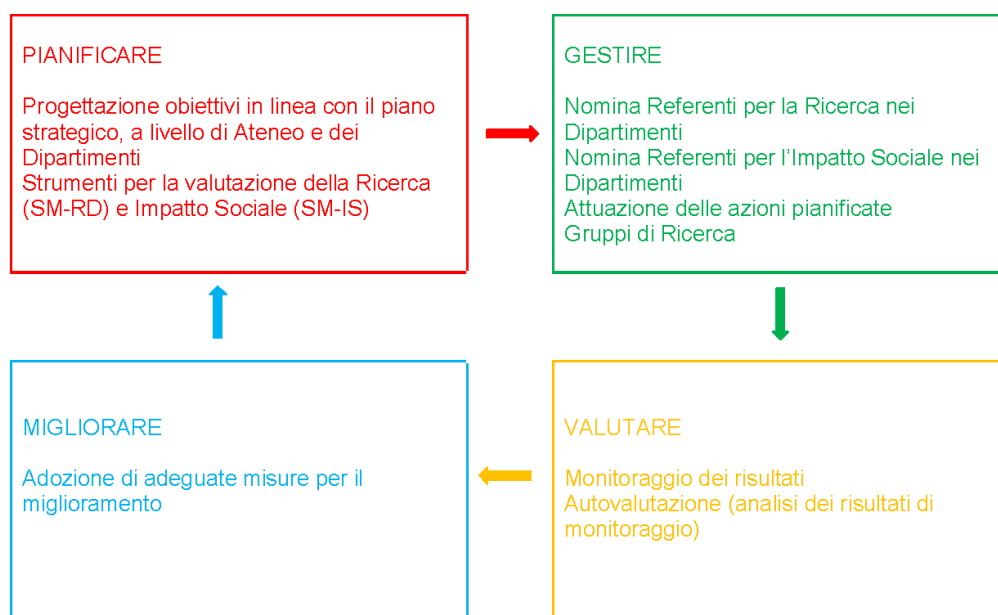 PIANIFICARE
Progettazione obiettivi in linea con il piano
strategico, a livello di Ateneo e dei
Dipartimenti
Strumenti per la valutazione della Ricerca
(SM-RD) e Impatto Sociale (SM-IS)
GESTIRE
Nomina Referenti per la Ricerca nei
Dipartimenti
Nomina Referenti per l'Impatto Sociale nei
Dipartimenti
Attuazione delle azioni pianificate
Gruppi di Ricerca
MIGLIORARE
Adozione di adeguate misure per il
miglioramento
VALUTARE
Monitoraggio dei risultati
Autovalutazione (analisi dei risultati di
monitoraggio)